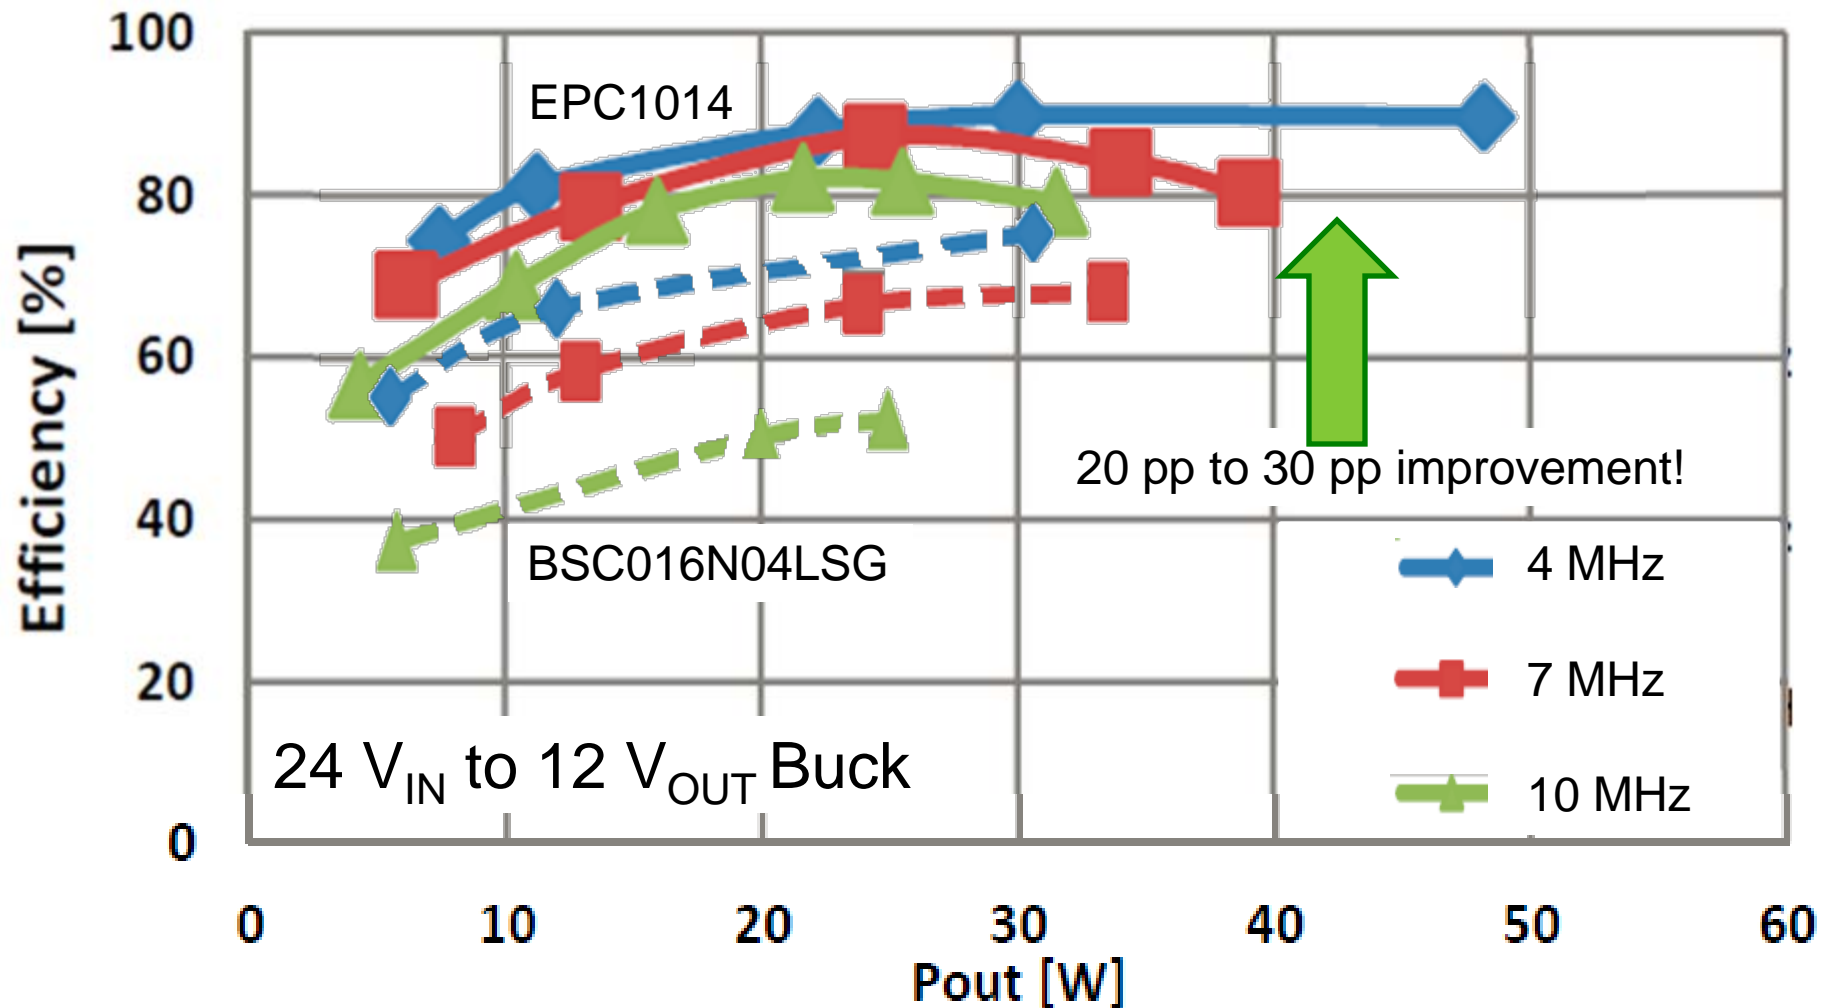 100
80
60
40
20
0
Efficiency [%]
EPC1014
20 pp to 30 pp improvement!
BSC016N04LSG
4 MHz
7 MHz
10 MHz
24 VIN to 12 VOUT Buck
0 10 20 30 40 50 60
Pout [W]